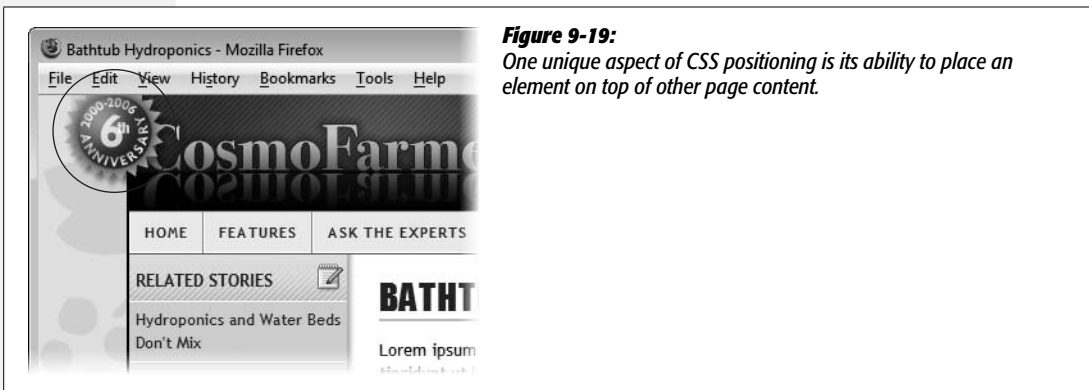 Bathtub Hydroponics - Mozilla Firefox
File Edit View History Bookmarks Tools Help
2000-2006
6th
ANNIVERSARY
CosmoFarme
HOME FEATURES ASK THE EXPERTS
RELATED STORIES
Hydroponics and Water Beds
Don't Mix
BATHT
Lorem ipsum
Figure 9-19:
One unique aspect of CSS positioning is its ability to place an
element on top of other page content.